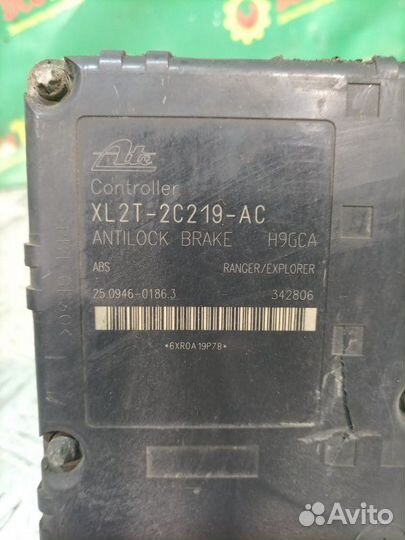 Ate
Controller
XL2T-2C219-AC
ANTILOCK BRAKE H9GCA
ABS RANGER/EXPLORER
25.0946-0186.3 342806
*6XR0A19P78*
Avito